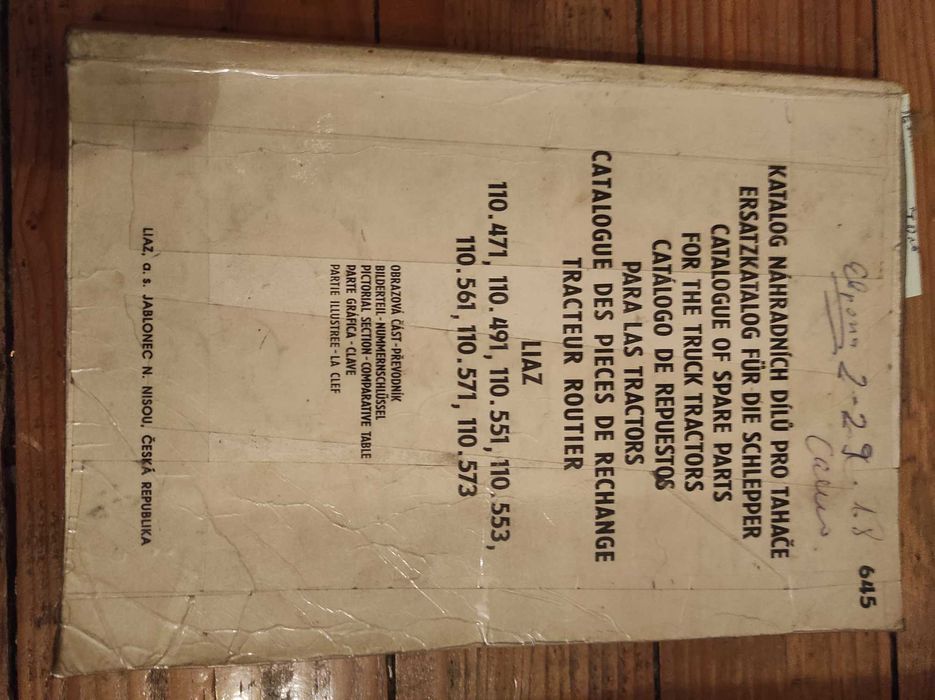 645
KATALOG NÁHRADNÍCH DÍLŮ PRO TAHAČE
ERSATZKATALOG FÜR DIE SCHLEPPER
CATALOGUE OF SPARE PARTS
FOR THE TRUCK TRACTORS
CATÁLOGO DE REPUESTOS
PARA LAS TRACTORS
CATALOGUE DES PIECES DE RECHANGE
TRACTEUR ROUTIER
LIAZ
110.471, 110.491, 110.551, 110.553,
110.561, 110.571, 110.573
OBRAZOVÁ ČÁST-PŘEVODNÍK
BILDERTEIL-NUMMERNSCHLÜSSEL
PICTORIAL SECTION-COMPARATIVE TABLE
PARTE GRÁFICA-CLAVE
PARTIE ILLUSTREE-LA CLEF
LIAZ, a. s. JABLONEC N. NISOU, ČESKÁ REPUBLIKA